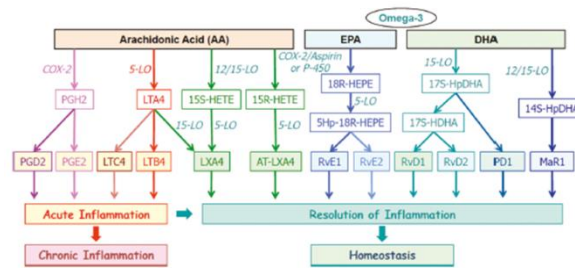 Omega-3
Arachidonic Acid (AA)
EPA
DHA
COX-2
5-LO
12/15-LO
COX-2/Aspirin
or P-450
15-LO
12/15-LO
PGH2
LTA4
15S-HETE
15R-HETE
18R-HEPE
17S-HpDHA
14S-HpDHA
15-LO
5-LO
5-LO
5-LO
5Hp-18R-HEPE
17S-HDHA
PGD2
PGE2
LTC4
LTB4
LXA4
AT-LXA4
RvE1
RvE2
RvD1
RvD2
PD1
MaR1
Acute Inflammation
Resolution of Inflammation
Chronic Inflammation
Homeostasis